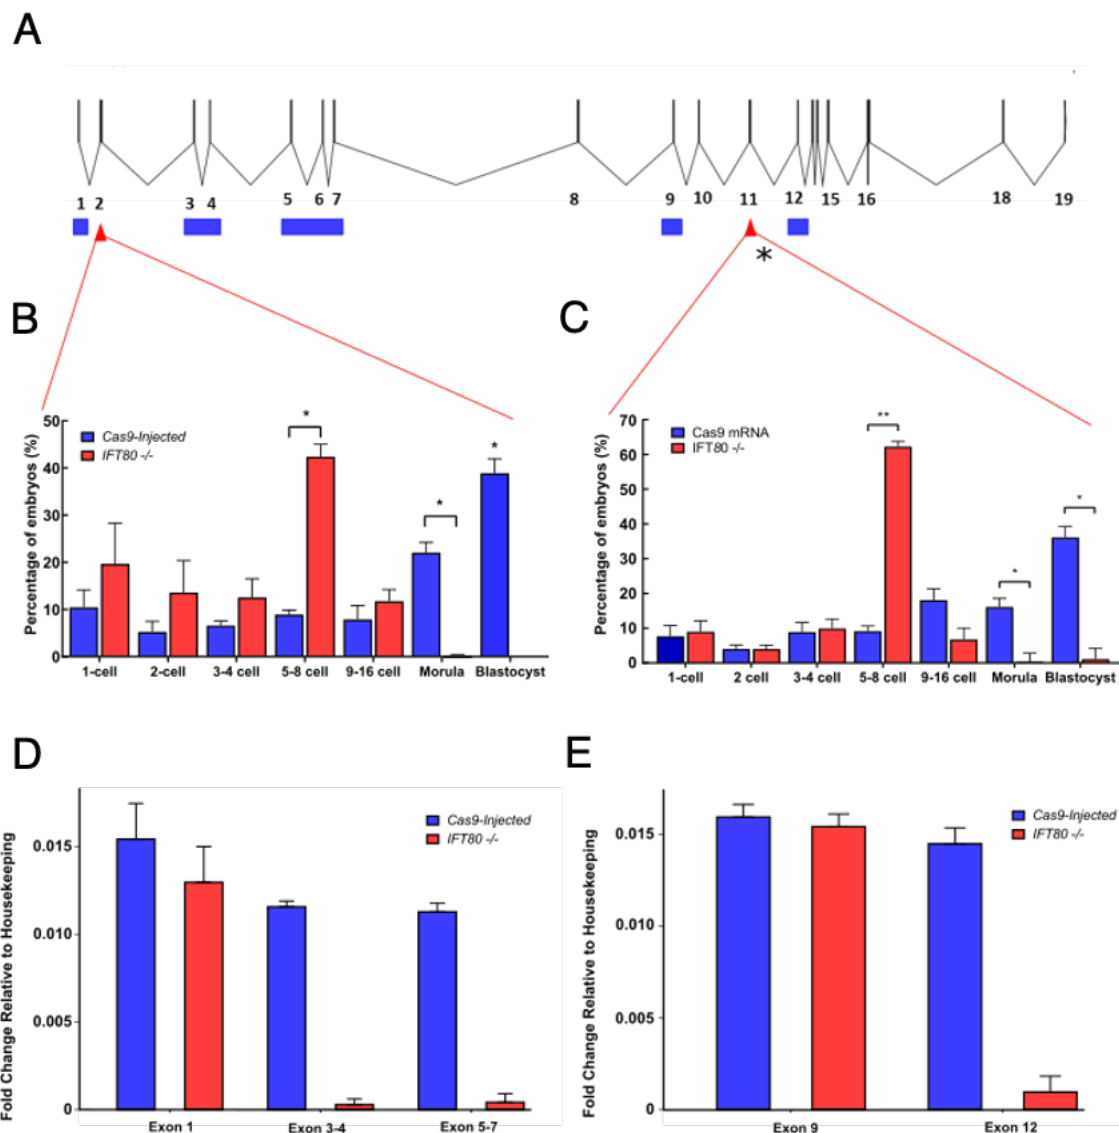 A
1 2 3 4 5 6 7 8 9 10 11 12 15 16 18 19
*
B
Percentage of embryos (%)
50
40
30
20
10
0
Cas9-Injected
IFT80 -/-
*
*
*
1-cell 2-cell 3-4 cell 5-8 cell 9-16 cell Morula Blastocyst
C
Percentage of embryos (%)
70
60
50
40
30
20
10
0
Cas9 mRNA
IFT80 -/-
**
*
*
1-cell 2 cell 3-4 cell 5-8 cell 9-16 cell Morula Blastocyst
D
Fold Change Relative to Housekeeping
0.015
0.010
0.005
0
Cas9-Injected
IFT80 -/-
Exon 1 Exon 3-4 Exon 5-7
E
Fold Change Relative to Housekeeping
0.015
0.010
0.005
0
Cas9-Injected
IFT80 -/-
Exon 9 Exon 12